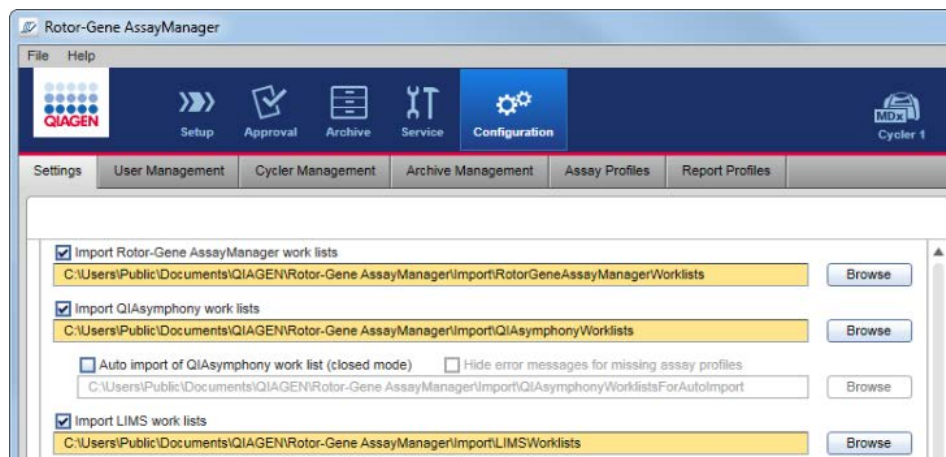 Rotor-Gene AssayManager
File Help
QIAGEN
Setup Approval Archive Service Configuration MDx
Cycler 1
Settings User Management Cycler Management Archive Management Assay Profiles Report Profiles
Import Rotor-Gene AssayManager work lists
C:\Users\Public\Documents\QIAGEN\Rotor-Gene AssayManager\Import\RotorGeneAssayManagerWorklists Browse
Import QIAsymphony work lists
C:\Users\Public\Documents\QIAGEN\Rotor-Gene AssayManager\Import\QIAsymphonyWorklists Browse
Auto import of QIAsymphony work list (closed mode) Hide error messages for missing assay profiles
C:\Users\Public\Documents\QIAGEN\Rotor-Gene AssayManager\Import\QIAsymphonyWorklistsForAutoImport Browse
Import LIMS work lists
C:\Users\Public\Documents\QIAGEN\Rotor-Gene AssayManager\Import\LIMSWorklists Browse